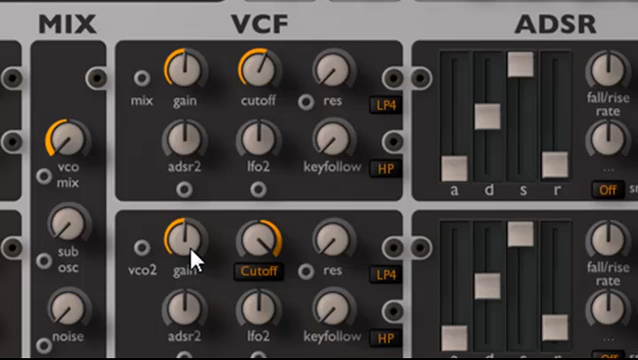 MIX
VCF
ADSR
mix
gain
cutoff
res
LP4
fall/rise
rate
vco
mix
adsr2
lfo2
keyfollow
HP
a
d
s
r
...
Off
vco2
gain
Cutoff
res
LP4
sub
osc
fall/rise
rate
noise
adsr2
lfo2
keyfollow
HP
...